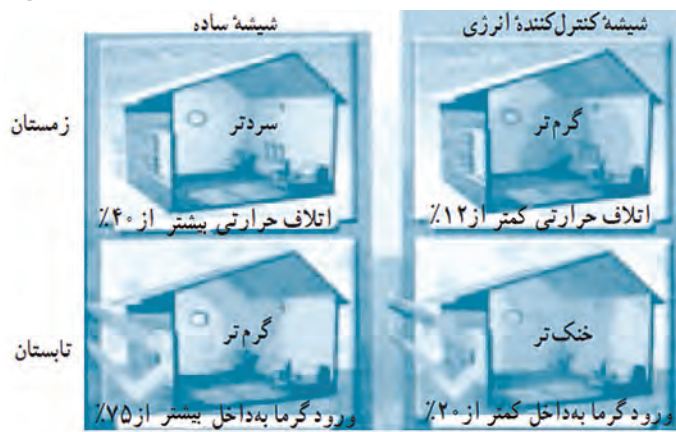 شیشهٔ کنترل‌کنندهٔ انرژی
شیشهٔ ساده
زمستان
گرم‌تر
سردتر
اتلاف حرارتی کمتر از ۱۲٪
اتلاف حرارتی بیشتر از ۴۰٪
تابستان
خنک‌تر
گرم‌تر
ورود گرما به‌داخل کمتر از ۲۰٪
ورود گرما به‌داخل بیشتر از ۷۵٪